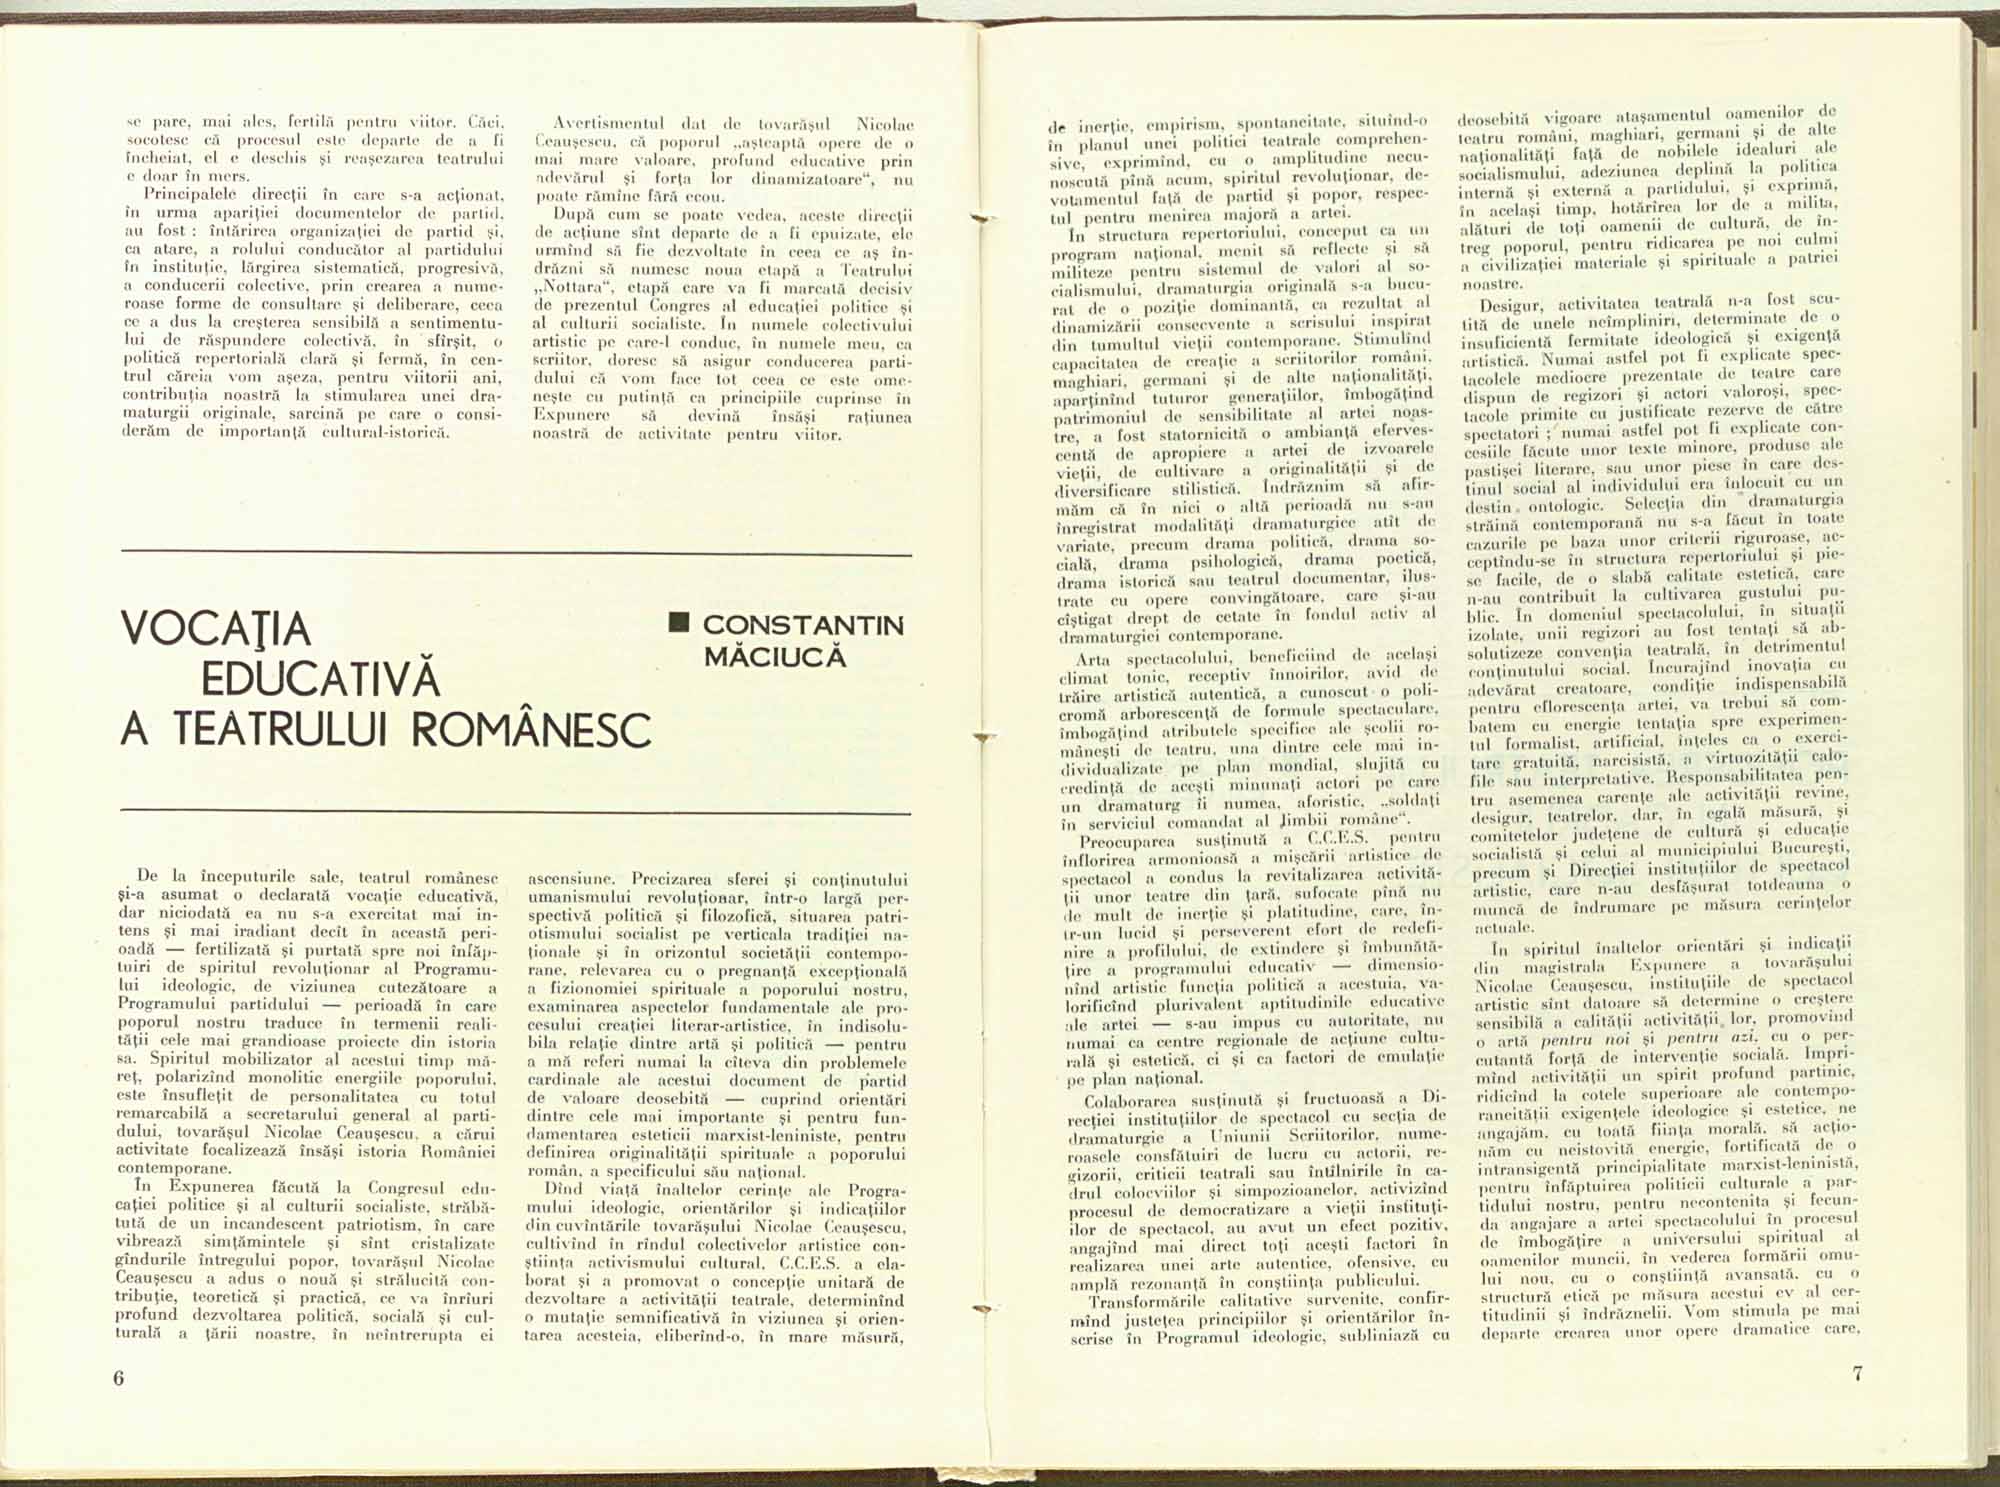 se pare, mai ales, fertilă pentru viitor. Căci,
socotesc că procesul este departe de a fi
încheiat, el e deschis și reașezarea teatrului
e doar în mers.
Principalele direcții în care s-a acționat,
în urma apariției documentelor de partid,
au fost : întărirea organizației de partid și,
ca atare, a rolului conducător al partidului
în instituție, lărgirea sistematică, progresivă,
a conducerii colective, prin crearea a nume-
roase forme de consultare și deliberare, ceea
ce a dus la creșterea sensibilă a sentimentu-
lui de răspundere colectivă, în sfîrșit, o
politică repertorială clară și fermă, în cen-
trul căreia vom așeza, pentru viitorii ani,
contribuția noastră la stimularea unei dra-
maturgii originale, sarcină pe care o consi-
derăm de importanță cultural-istorică.
Avertismentul dat de tovarășul Nicolae
Ceaușescu, că poporul „așteaptă opere de o
mai mare valoare, profund educative prin
adevărul și forța lor dinamizatoare“, nu
poate rămîne fără ecou.
După cum se poate vedea, aceste direcții
de acțiune sînt departe de a fi epuizate, ele
urmînd să fie dezvoltate în ceea ce aș în-
drăzni să numesc noua etapă a Teatrului
„Nottara“, etapă care va fi marcată decisiv
de prezentul Congres al educației politice și
al culturii socialiste. În numele colectivului
artistic pe care-l conduc, în numele meu, ca
scriitor, doresc să asigur conducerea parti-
dului că vom face tot ceea ce este ome-
nește cu putință ca principiile cuprinse în
Expunere să devină însăși rațiunea
noastră de activitate pentru viitor.
VOCAȚIA
EDUCATIVĂ
A TEATRULUI ROMÂNESC
■ CONSTANTIN
MĂCIUCĂ
De la începuturile sale, teatrul românesc
și-a asumat o declarată vocație educativă,
dar niciodată ea nu s-a exercitat mai in-
tens și mai iradiant decît în această peri-
oadă — fertilizată și purtată spre noi înfăp-
tuiri de spiritul revoluționar al Programu-
lui ideologic, de viziunea cutezătoare a
Programului partidului — perioadă în care
poporul nostru traduce în termenii reali-
tății cele mai grandioase proiecte din istoria
sa. Spiritul mobilizator al acestui timp mă-
reț, polarizînd monolitic energiile poporului,
este însuflețit de personalitatea cu totul
remarcabilă a secretarului general al parti-
dului, tovarășul Nicolae Ceaușescu, a cărui
activitate focalizează însăși istoria României
contemporane.
În Expunerea făcută la Congresul edu-
cației politice și al culturii socialiste, străbă-
tută de un incandescent patriotism, în care
vibrează simțămintele și sînt cristalizate
gîndurile întregului popor, tovarășul Nicolae
Ceaușescu a adus o nouă și strălucită con-
tribuție, teoretică și practică, ce va înrîuri
profund dezvoltarea politică, socială și cul-
turală a țării noastre, în neîntrerupta ei
ascensiune. Precizarea sferei și conținutului
umanismului revoluționar, într-o largă per-
spectivă politică și filozofică, situarea patri-
otismului socialist pe verticala tradiției na-
ționale și în orizontul societății contempo-
rane, relevarea cu o pregnanță excepțională
a fizionomiei spirituale a poporului nostru,
examinarea aspectelor fundamentale ale pro-
cesului creației literar-artistice, în indisolu-
bila relație dintre artă și politică — pentru
a mă referi numai la cîteva din problemele
cardinale ale acestui document de partid
de valoare deosebită — cuprind orientări
dintre cele mai importante și pentru fun-
damentarea esteticii marxist-leniniste, pentru
definirea originalității spirituale a poporului
român, a specificului său național.
Dînd viață înaltelor cerințe ale Progra-
mului ideologic, orientărilor și indicațiilor
din cuvîntările tovarășului Nicolae Ceaușescu,
cultivînd în rîndul colectivelor artistice con-
știința activismului cultural, C.C.E.S. a ela-
borat și a promovat o concepție unitară de
dezvoltare a activității teatrale, determinînd
o mutație semnificativă în viziunea și orien-
tarea acesteia, eliberînd-o, în mare măsură,
6
de inerție, empirism, spontaneitate, situînd-o
în planul unei politici teatrale comprehen-
sive, exprimînd, cu o amplitudine necu-
noscută pînă acum, spiritul revoluționar, de-
votamentul față de partid și popor, respec-
tul pentru menirea majoră a artei.
În structura repertoriului, conceput ca un
program național, menit să reflecte și să
militeze pentru sistemul de valori al so-
cialismului, dramaturgia originală s-a bucu-
rat de o poziție dominantă, ca rezultat al
dinamizării consecvente a scrisului inspirat
din tumultul vieții contemporane. Stimulînd
capacitatea de creație a scriitorilor români,
maghiari, germani și de alte naționalități,
aparținînd tuturor generațiilor, îmbogățind
patrimoniul de sensibilitate al artei noas-
tre, a fost statornicită o ambianță eferves-
centă de apropiere a artei de izvoarele
vieții, de cultivare a originalității și de
diversificare stilistică. Îndrăznim să afir-
măm că în nici o altă perioadă nu s-au
înregistrat modalități dramaturgice atît de
variate, precum drama politică, drama so-
cială, drama psihologică, drama poetică,
drama istorică sau teatrul documentar, ilus-
trate cu opere convingătoare, care și-au
cîștigat drept de cetate în fondul activ al
dramaturgiei contemporane.
Arta spectacolului, beneficiind de același
climat tonic, receptiv înnoirilor, avid de
trăire artistică autentică, a cunoscut o poli-
cromă arborescență de formule spectaculare,
îmbogățind atributele specifice ale școlii ro-
mânești de teatru, una dintre cele mai in-
dividualizate pe plan mondial, slujită cu
credință de acești minunați actori pe care
un dramaturg îi numea, aforistic, „soldați
în serviciul comandat al limbii române“.
Preocuparea susținută a C.C.E.S. pentru
înflorirea armonioasă a mișcării artistice de
spectacol a condus la revitalizarea activită-
ții unor teatre din țară, sufocate pînă nu
de mult de inerție și platitudine, care, în-
tr-un lucid și perseverent efort de redefi-
nire a profilului, de extindere și îmbunătă-
țire a programului educativ — dimensio-
nînd artistic funcția politică a acestuia, va-
lorificînd plurivalent aptitudinile educative
ale artei — s-au impus cu autoritate, nu
numai ca centre regionale de acțiune cultu-
rală și estetică, ci și ca factori de emulație
pe plan național.
Colaborarea susținută și fructuoasă a Di-
recției instituțiilor de spectacol cu secția de
dramaturgie a Uniunii Scriitorilor, nume-
roasele consfătuiri de lucru cu actorii, re-
gizorii, criticii teatrali sau întîlnirile în ca-
drul colocviilor și simpozioanelor, activizînd
procesul de democratizare a vieții instituți-
ilor de spectacol, au avut un efect pozitiv,
angajînd mai direct toți acești factori în
realizarea unei arte autentice, ofensive, cu
amplă rezonanță în conștiința publicului.
Transformările calitative survenite, confir-
mînd justețea principiilor și orientărilor în-
scrise în Programul ideologic, subliniază cu
deosebită vigoare atașamentul oamenilor de
teatru români, maghiari, germani și de alte
naționalități față de nobilele idealuri ale
socialismului, adeziunea deplină la politica
internă și externă a partidului, și exprimă,
în același timp, hotărîrea lor de a milita,
alături de toți oamenii de cultură, de în-
treg poporul, pentru ridicarea pe noi culmi
a civilizației materiale și spirituale a patriei
noastre.
Desigur, activitatea teatrală n-a fost scu-
tită de unele neîmpliniri, determinate de o
insuficientă fermitate ideologică și exigență
artistică. Numai astfel pot fi explicate spec-
tacolele mediocre prezentate de teatre care
dispun de regizori și actori valoroși, spec-
tacole primite cu justificate rezerve de către
spectatori ; numai astfel pot fi explicate con-
cesiile făcute unor texte minore, produse ale
pastișei literare, sau unor piese în care des-
tinul social al individului era înlocuit cu un
destin ontologic. Selecția din dramaturgia
străină contemporană nu s-a făcut în toate
cazurile pe baza unor criterii riguroase, ac-
ceptîndu-se în structura repertoriului și pie-
se facile, de o slabă calitate estetică, care
n-au contribuit la cultivarea gustului pu-
blic. În domeniul spectacolului, în situații
izolate, unii regizori au fost tentați să ab-
solutizeze convenția teatrală, în detrimentul
conținutului social. Încurajînd inovația cu
adevărat creatoare, condiție indispensabilă
pentru eflorescența artei, va trebui să com-
batem cu energie tentația spre experimen-
tul formalist, artificial, înțeles ca o exerci-
tare gratuită, narcisistă, a virtuozității calo-
file sau interpretative. Responsabilitatea pen-
tru asemenea carențe ale activității revine,
desigur, teatrelor, dar, în egală măsură, și
comitetelor județene de cultură și educație
socialistă și celui al municipiului București,
precum și Direcției instituțiilor de spectacol
artistic, care n-au desfășurat totdeauna o
muncă de îndrumare pe măsura cerințelor
actuale.
În spiritul înaltelor orientări și indicații
din magistrala Expunere a tovarășului
Nicolae Ceaușescu, instituțiile de spectacol
artistic sînt datoare să determine o creștere
sensibilă a calității activității lor, promovînd
o artă pentru noi și pentru azi, cu o per-
cutantă forță de intervenție socială. Impri-
mînd activității un spirit profund partinic,
ridicînd la cotele superioare ale contempo-
raneității exigențele ideologice și estetice, ne
angajăm, cu toată ființa morală, să acțio-
năm cu neistovită energie, fortificată de o
intransigentă principialitate marxist-leninistă,
pentru înfăptuirea politicii culturale a par-
tidului nostru, pentru necontenita și fecun-
da angajare a artei spectacolului în procesul
de îmbogățire a universului spiritual al
oamenilor muncii, în vederea formării omu-
lui nou, cu o conștiință avansată, cu o
structură etică pe măsura acestui ev al cer-
titudinii și îndrăznelii. Vom stimula pe mai
departe crearea unor opere dramatice care,
7